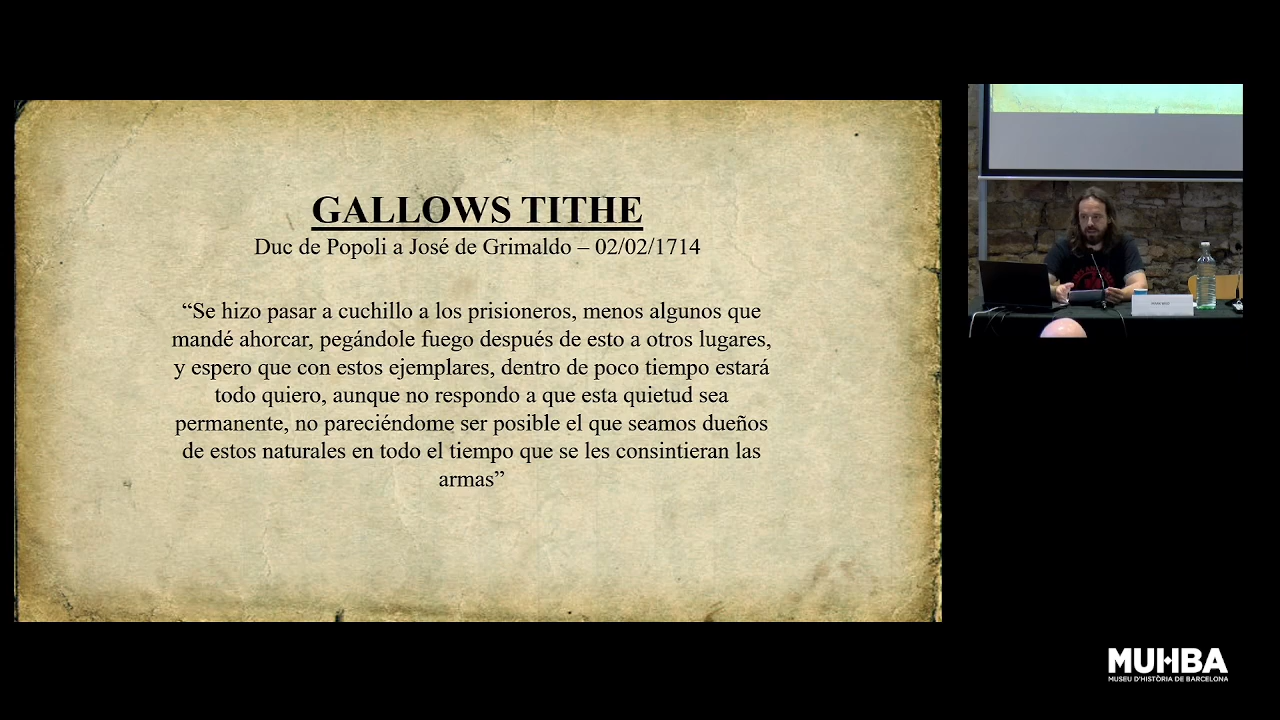 GALLOWS TITHE
Duc de Popoli a José de Grimaldo – 02/02/1714
“Se hizo pasar a cuchillo a los prisioneros, menos algunos que
mandé ahorcar, pegándole fuego después de esto a otros lugares,
y espero que con estos ejemplares, dentro de poco tiempo estará
todo quiero, aunque no respondo a que esta quietud sea
permanente, no pareciéndome ser posible el que seamos dueños
de estos naturales en todo el tiempo que se les consintieran las
armas”
MUHBA
MUSEU D'HISTÒRIA DE BARCELONA